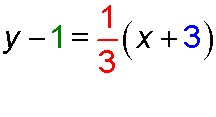 y − 1 = 1/3 (x + 3)